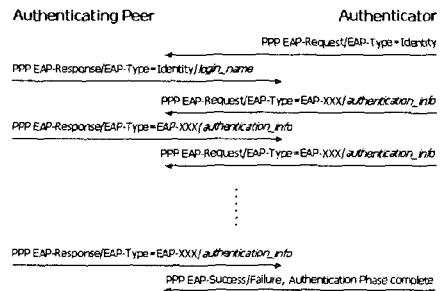 Authenticating Peer Authenticator
PPP EAP-Request/EAP-Type=Identity
PPP EAP-Response/EAP-Type=Identity/login_name
PPP EAP-Request/EAP-Type=EAP-XXX/authentication_info
PPP EAP-Response/EAP-Type=EAP-XXX/authentication_info
PPP EAP-Request/EAP-Type=EAP-XXX/authentication_info
PPP EAP-Response/EAP-Type=EAP-XXX/authentication_info
PPP EAP-Success/Failure, Authentication Phase complete